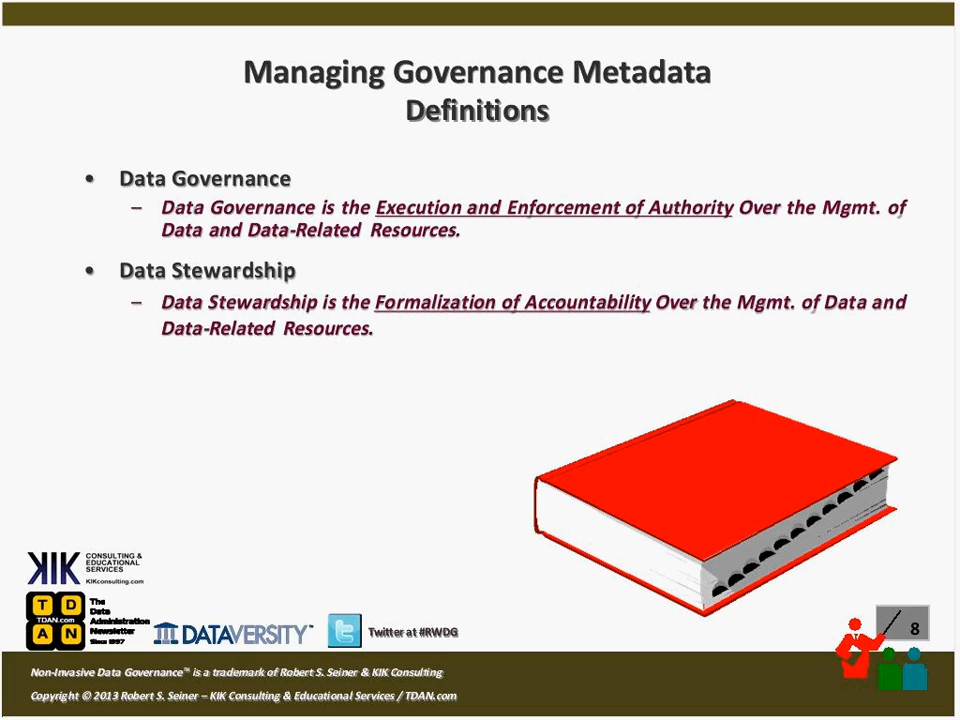 Managing Governance Metadata
Definitions
• Data Governance
– Data Governance is the Execution and Enforcement of Authority Over the Mgmt. of
Data and Data-Related Resources.
• Data Stewardship
– Data Stewardship is the Formalization of Accountability Over the Mgmt. of Data and
Data-Related Resources.
KIK
CONSULTING &
EDUCATIONAL
SERVICES
KIKconsulting.com
T D
TDAN.com
A N
The
Data
Administration
Newsletter
Since 1997
DATAVERSITY™
Twitter at #RWDG
8
Non-Invasive Data Governance™ is a trademark of Robert S. Seiner & KIK Consulting
Copyright © 2013 Robert S. Seiner – KIK Consulting & Educational Services / TDAN.com